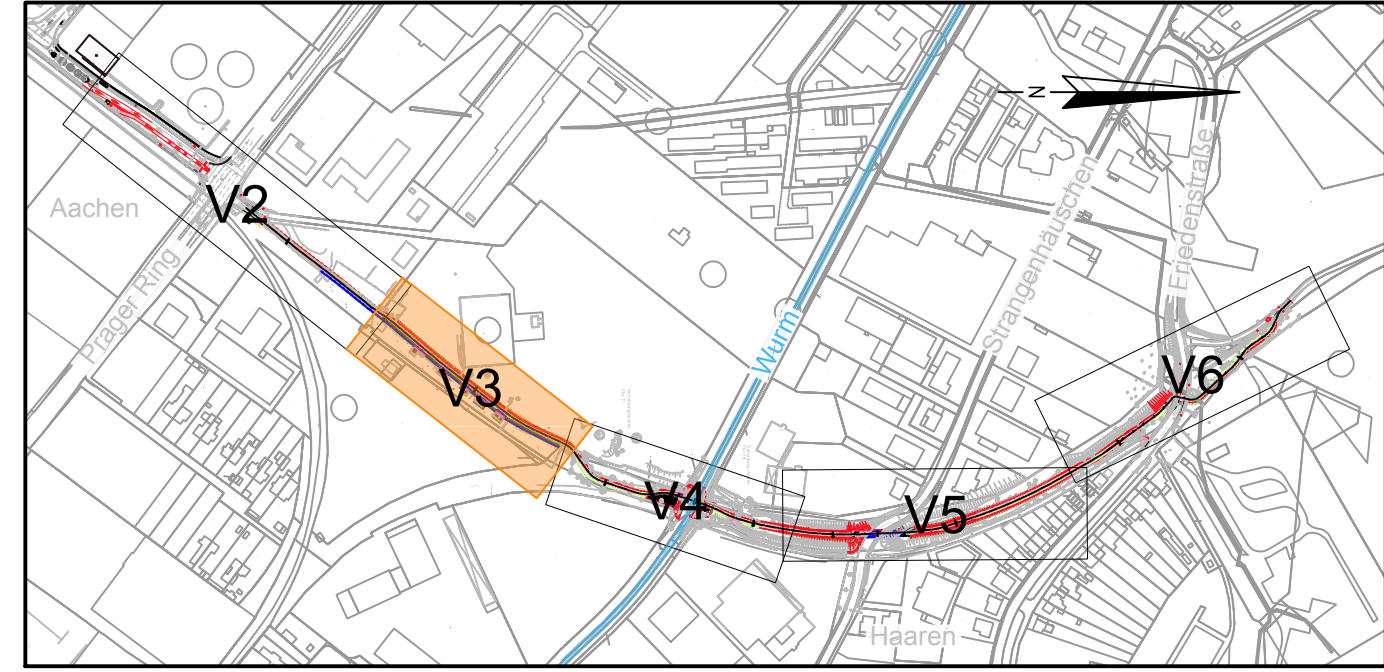 N
Friedenstraße
V2
Aachen
Prager Ring
Strangenhäuschen
Wurm
V3
V6
V4
V5
Haaren